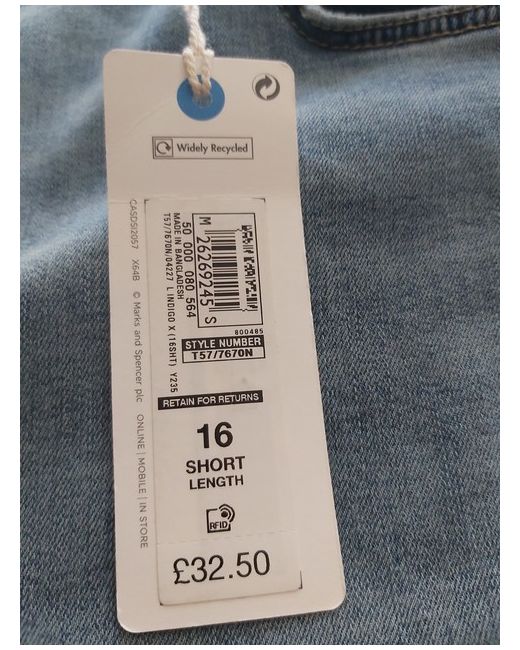 Widely Recycled
CASDSI2057 X64B © Marks and Spencer plc ONLINE | MOBILE | IN STORE
M 26269245 S
50 000 080 564
MADE IN BANGLADESH
T57/7670N/04227 L INDIGO X (16SHT) Y235
800485
STYLE NUMBER
T57/7670N
RETAIN FOR RETURNS
16
SHORT
LENGTH
RFID
£32.50